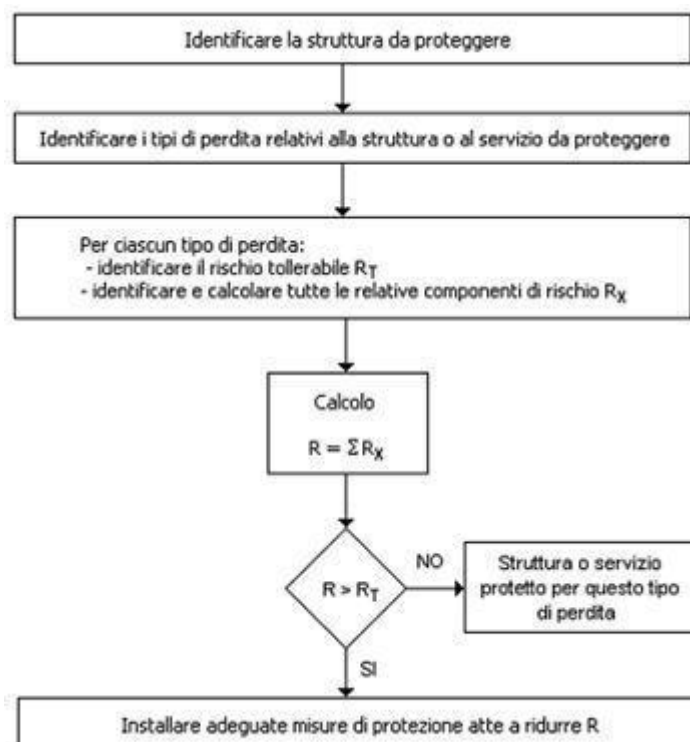 Identificare la struttura da proteggere
Identificare i tipi di perdita relativi alla struttura o al servizio da proteggere
Per ciascun tipo di perdita:
- identificare il rischio tollerabile RT
- identificare e calcolare tutte le relative componenti di rischio RX
Calcolo
R = ΣRX
R > RT
NO
Struttura o servizio
protetto per questo tipo
di perdita
SI
Installare adeguate misure di protezione atte a ridurre R